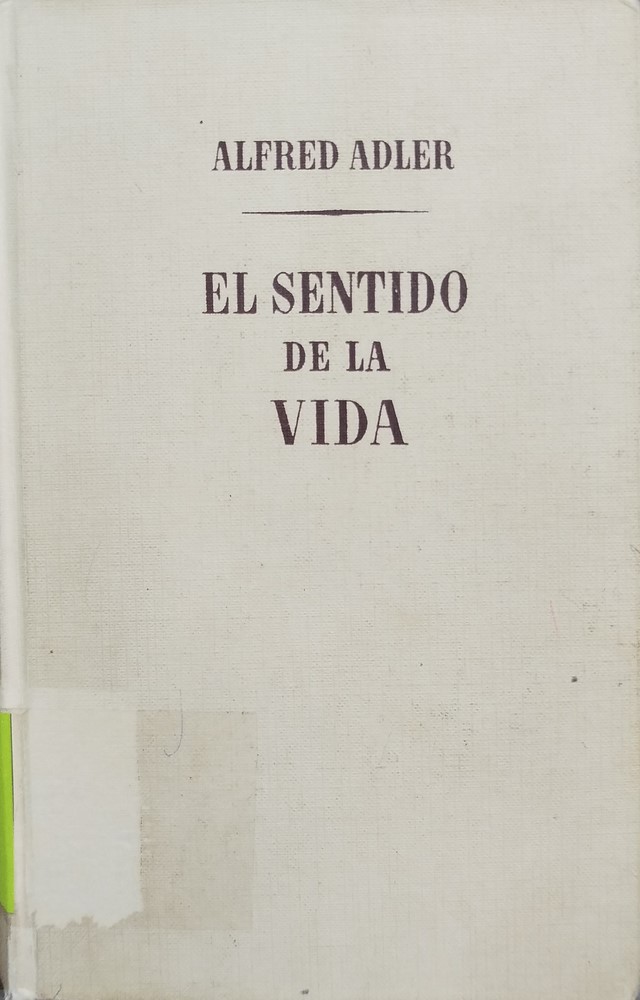 ALFRED ADLER
EL SENTIDO
DE LA
VIDA